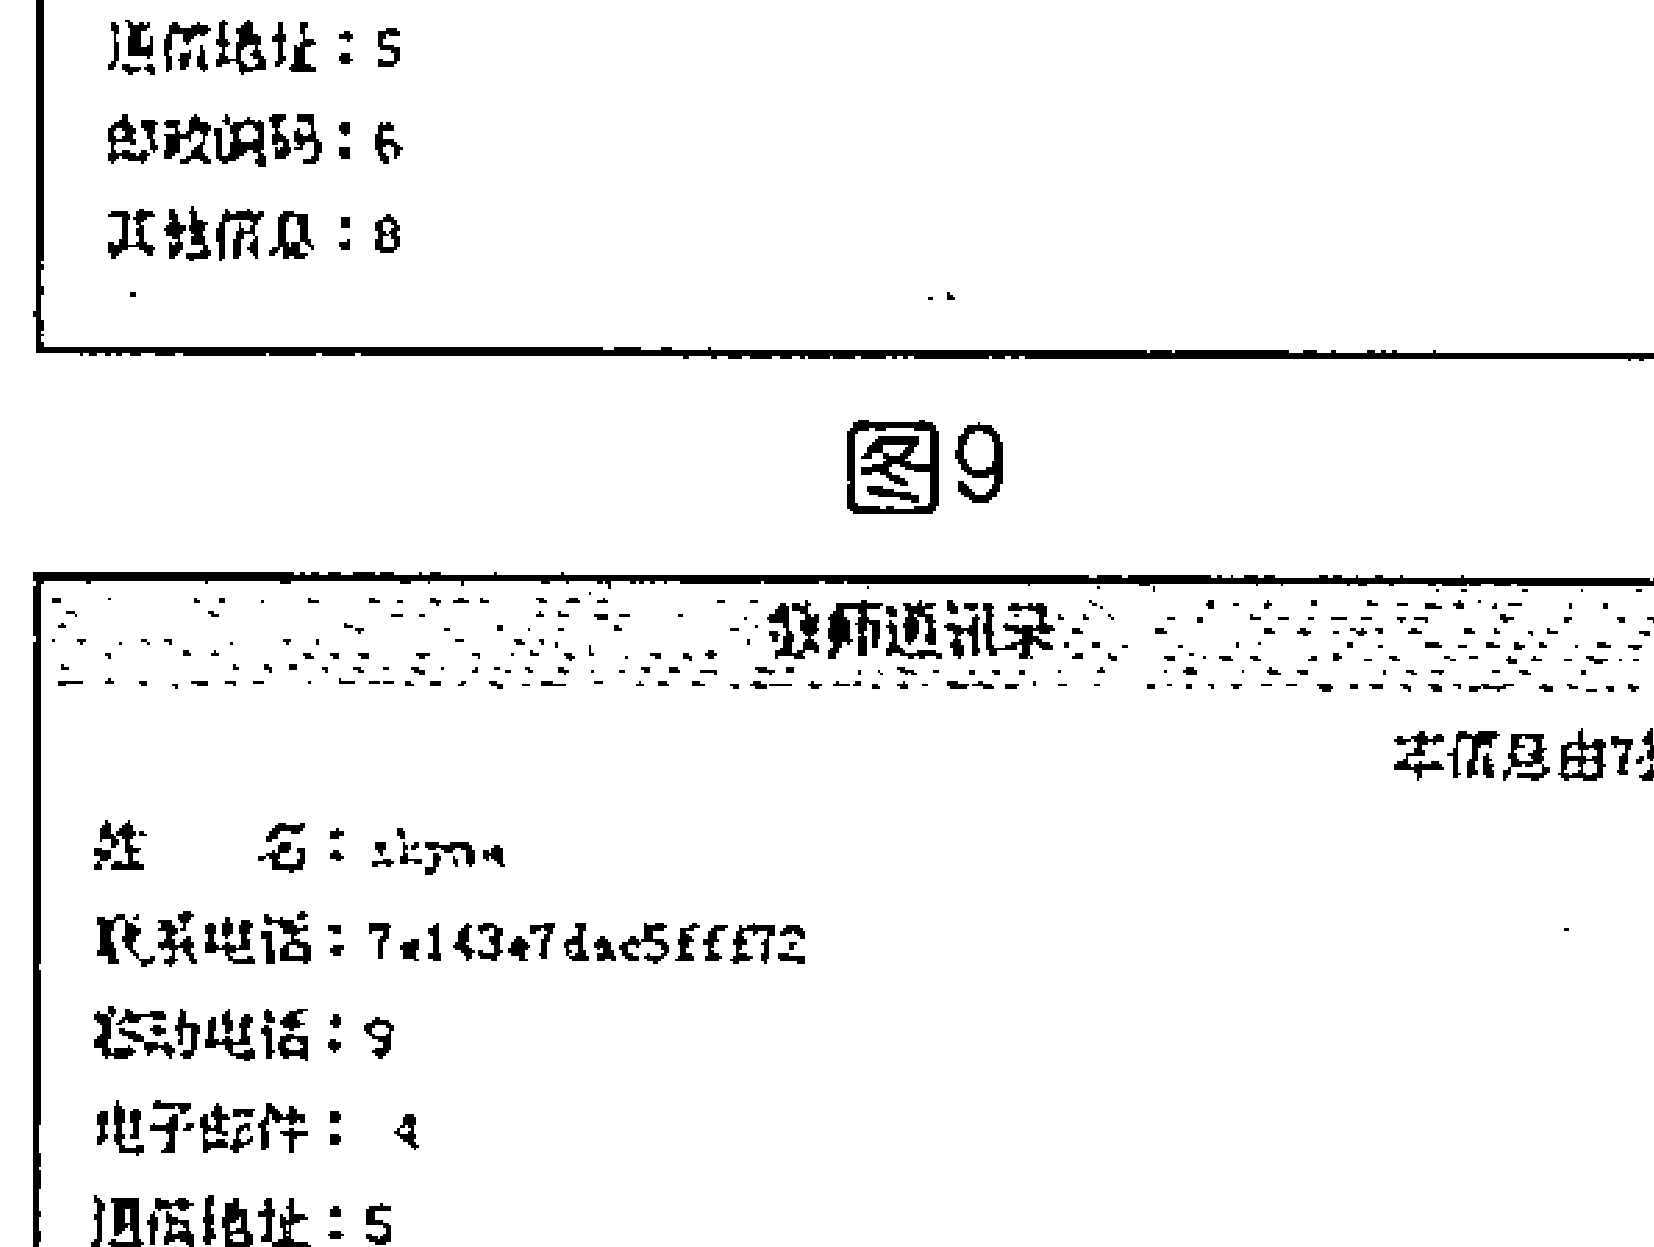 通信地址：5
邮政编码：6
其他信息：8
图9
教师通讯录
本信息由7
姓　　名：
联系电话：7a143a7dac5fff72
移动电话：9
电子邮件： 4
通信地址：5